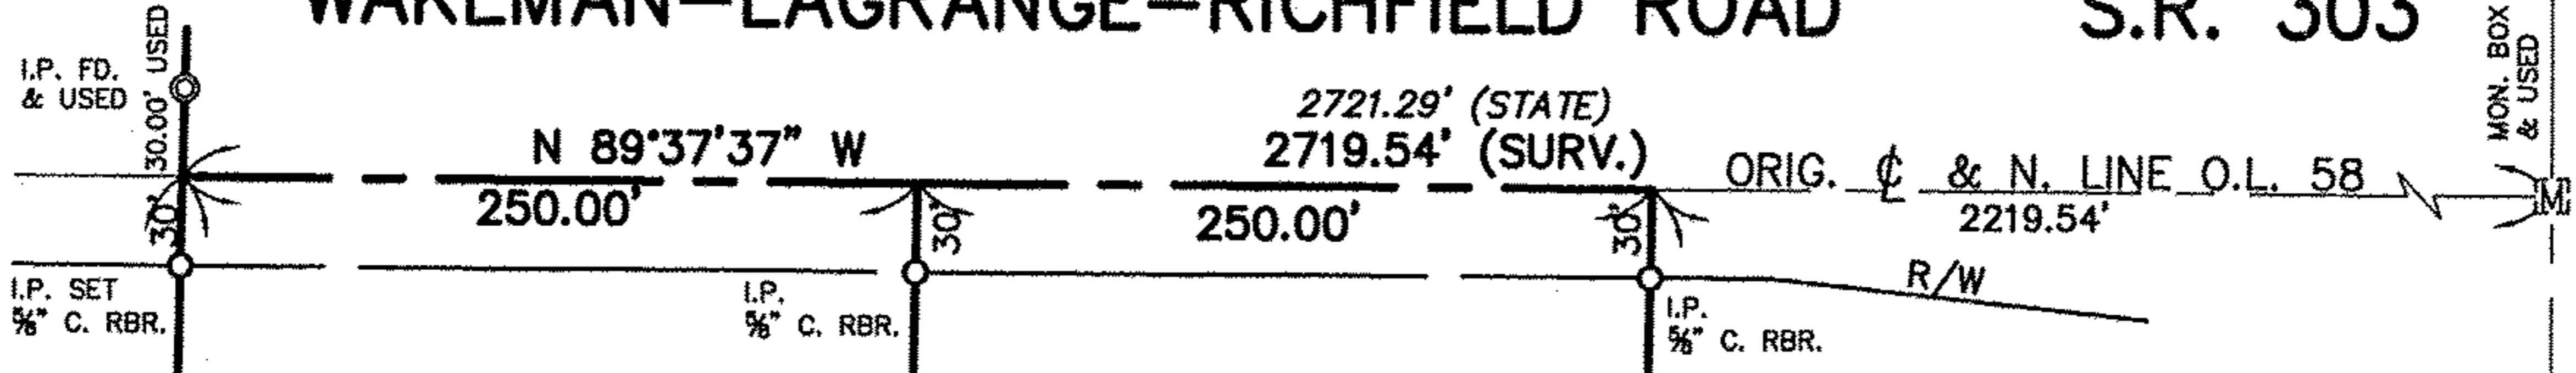 WAKEMAN–LAGRANGE–RICHFIELD ROAD S.R. 303
I.P. FD.
& USED
30.00' USED
MON. BOX
& USED
2721.29' (STATE)
N 89°37'37" W
2719.54' (SURV.)
ORIG. ℄ & N. LINE O.L. 58
250.00'
250.00'
2219.54'
30'
30'
30'
M
R/W
I.P. SET
⅝" C. RBR.
I.P.
⅝" C. RBR.
I.P.
⅝" C. RBR.